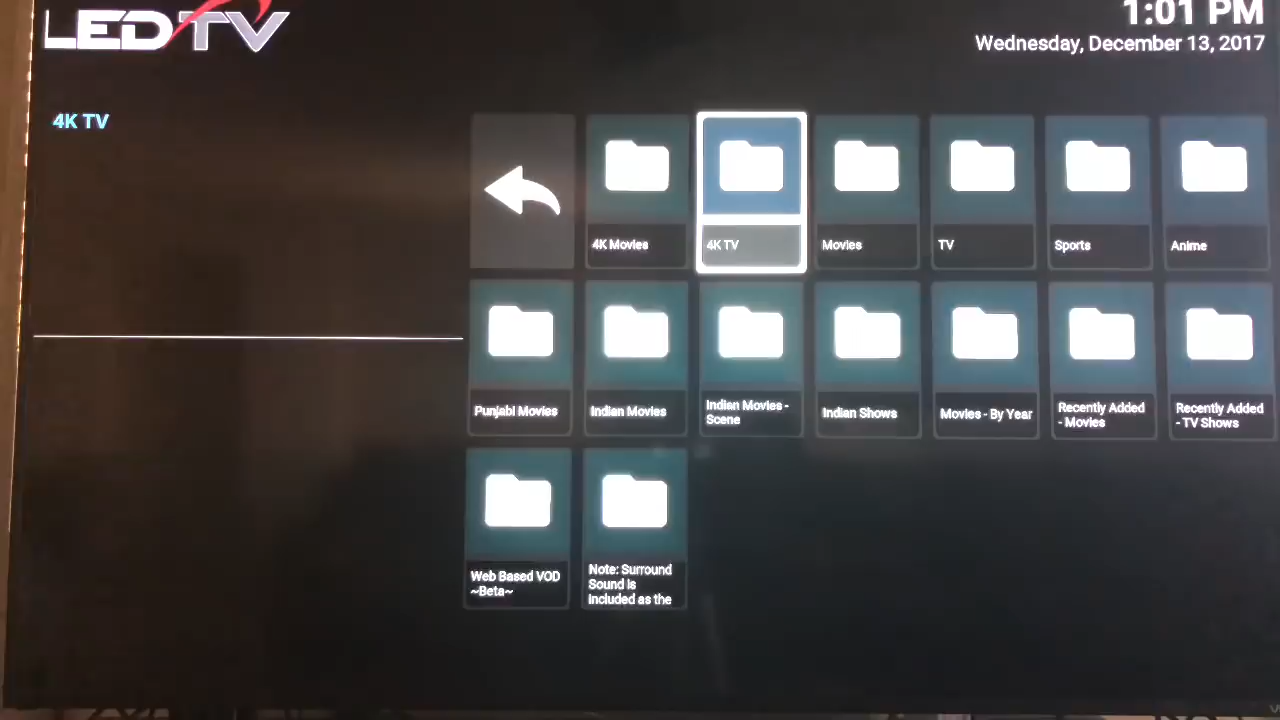 LEDTV
1:01 PM
Wednesday, December 13, 2017
4K TV
4K Movies
4K TV
Movies
TV
Sports
Anime
Punjabi Movies
Indian Movies
Indian Movies -
Scene
Indian Shows
Movies - By Year
Recently Added
- Movies
Recently Added
- TV Shows
Web Based VOD
~Beta~
Note: Surround
Sound is
included as the